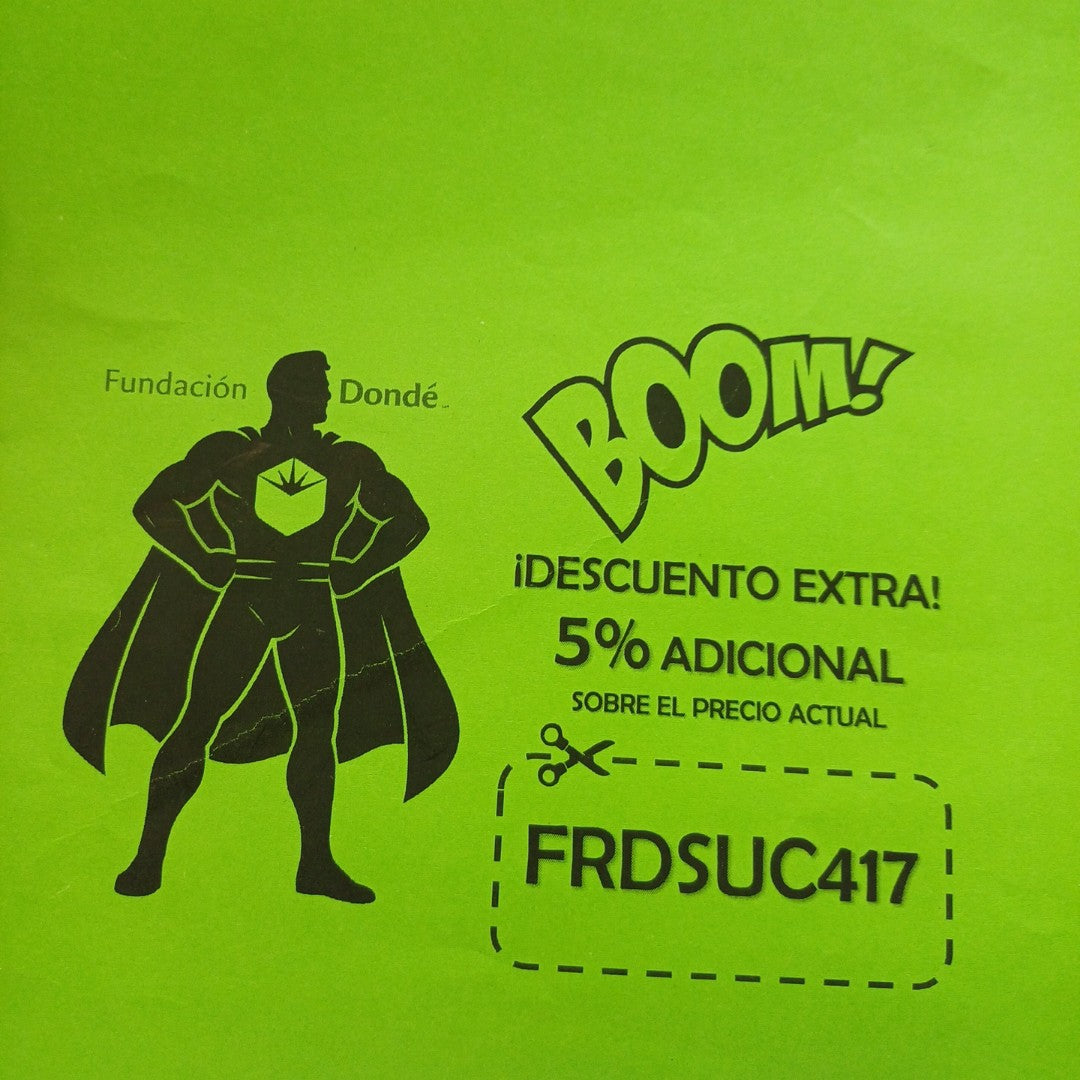 Fundación Dondé
BOOM!
¡DESCUENTO EXTRA!
5% ADICIONAL
SOBRE EL PRECIO ACTUAL
FRDSUC417